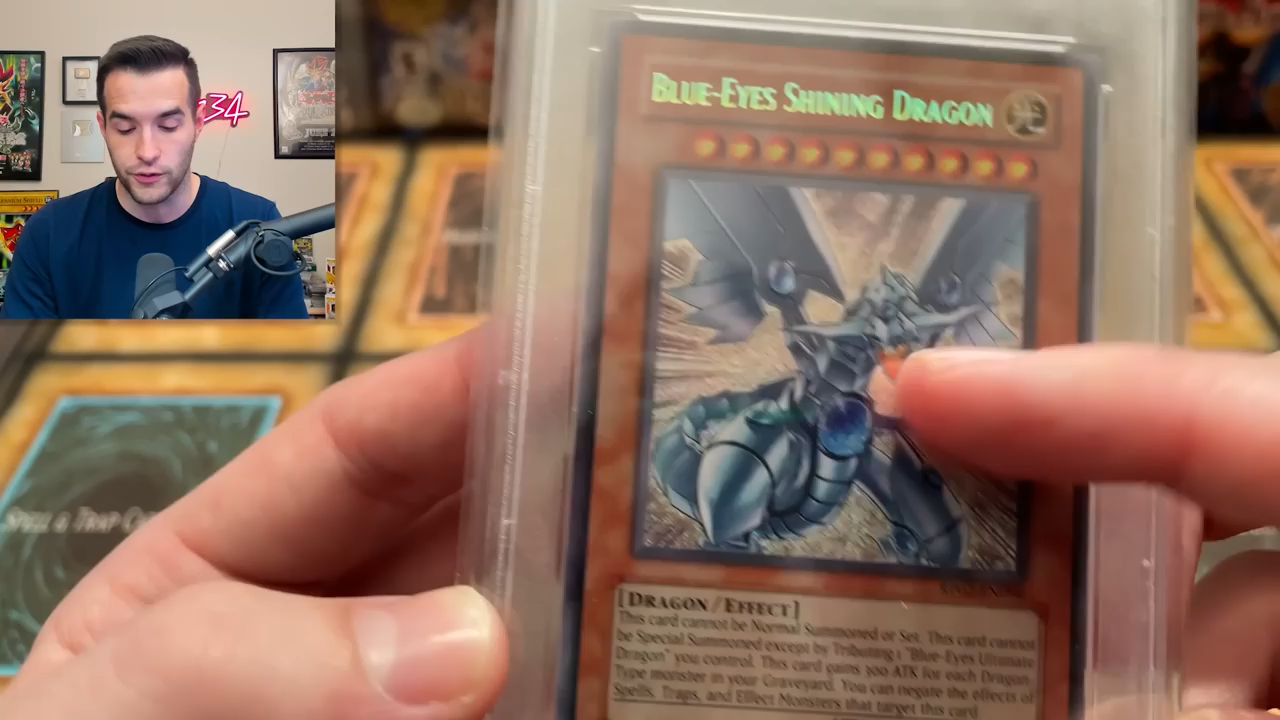 34
BLUE-EYES SHINING DRAGON
[DRAGON/EFFECT]
This card cannot be Normal Summoned or Set. This card cannot
be Special Summoned except by Tributing 1 "Blue-Eyes Ultimate
Dragon" you control. This card gains 300 ATK for each Dragon-
Type monster in your Graveyard. You can negate the effects of
Spells, Traps, and Effect Monsters that target this card
SPELL & TRAP